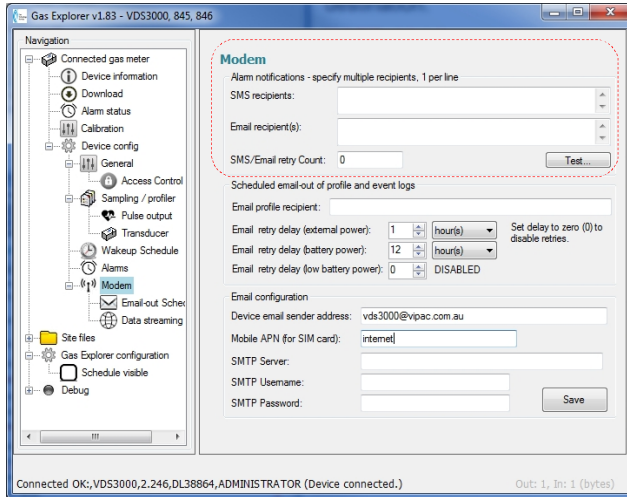 Gas Explorer v1.83 - VDS3000, 845, 846
Navigation
Connected gas meter
Device information
Download
Alarm status
Calibration
Device config
General
Access Control
Sampling / profiler
Pulse output
Transducer
Wakeup Schedule
Alarms
Modem
Email-out Sched
Data streaming
Site files
Gas Explorer configuration
Schedule visible
Debug
Modem
Alarm notifications - specify multiple recipients, 1 per line
SMS recipients:
Email recipient(s):
SMS/Email retry Count: 0
Test...
Scheduled email-out of profile and event logs
Email profile recipient:
Email retry delay (external power): 1 hour(s)
Set delay to zero (0) to
disable retries.
Email retry delay (battery power): 12 hour(s)
Email retry delay (low battery power): 0 DISABLED
Email configuration
Device email sender address: vds3000@vipac.com.au
Mobile APN (for SIM card): internet
SMTP Server:
SMTP Username:
SMTP Password:
Save
Connected OK:,VDS3000,2.246,DL38864,ADMINISTRATOR (Device connected.)
Out: 1, In: 1 (bytes)